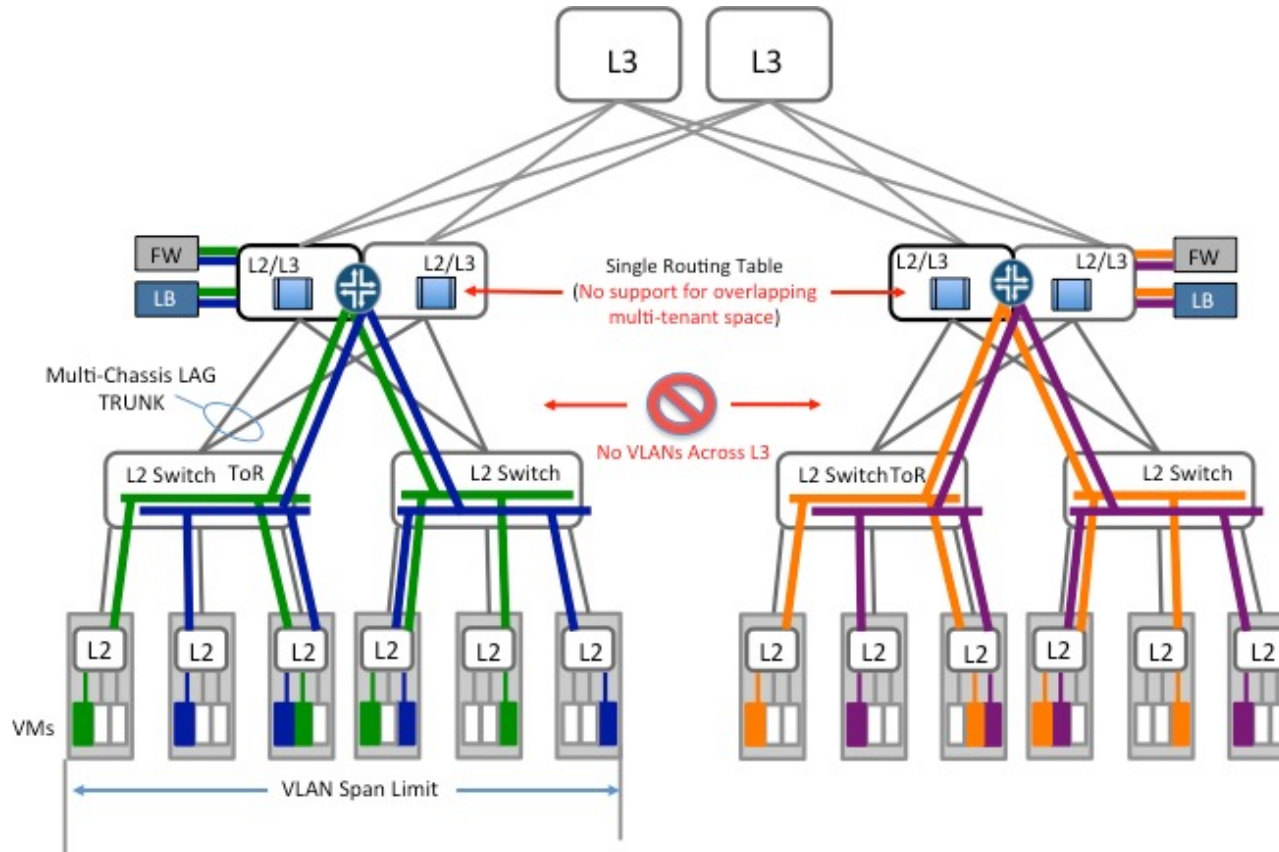 L3
L3
FW
LB
L2/L3
L2/L3
Single Routing Table
(No support for overlapping
multi-tenant space)
L2/L3
L2/L3
FW
LB
Multi-Chassis LAG
TRUNK
No VLANs Across L3
L2 Switch ToR
L2 Switch
L2 Switch ToR
L2 Switch
L2
L2
L2
L2
L2
L2
L2
L2
L2
L2
L2
L2
VMs
VLAN Span Limit